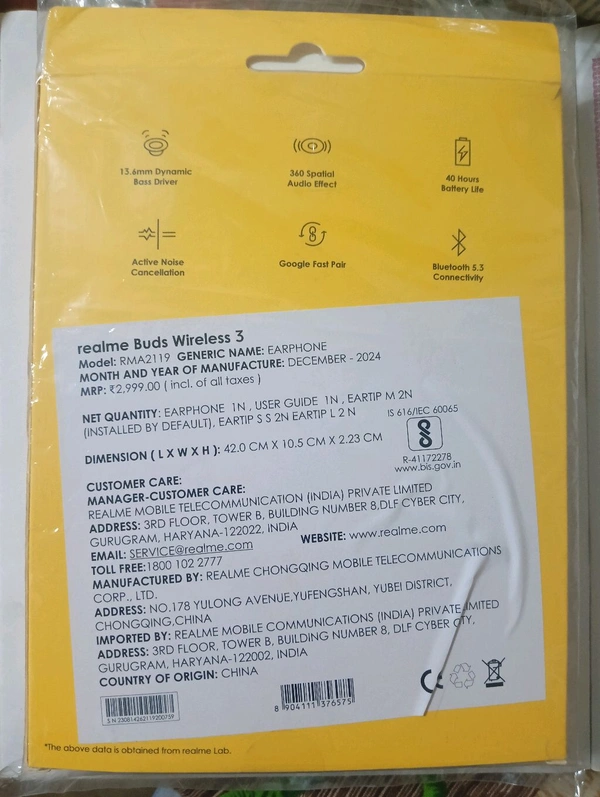 13.6mm Dynamic
Bass Driver
360 Spatial
Audio Effect
40 Hours
Battery Life
Active Noise
Cancellation
Google Fast Pair
Bluetooth 5.3
Connectivity
realme Buds Wireless 3
Model: RMA2119 GENERIC NAME: EARPHONE
MONTH AND YEAR OF MANUFACTURE: DECEMBER - 2024
MRP: ₹2,999.00 ( incl. of all taxes )
NET QUANTITY: EARPHONE 1N , USER GUIDE 1N , EARTIP M 2N
(INSTALLED BY DEFAULT), EARTIP S S 2N EARTIP L 2 N
IS 616/IEC 60065
DIMENSION ( L X W X H ): 42.0 CM X 10.5 CM X 2.23 CM
R-41172278
www.bis.gov.in
CUSTOMER CARE:
MANAGER-CUSTOMER CARE:
REALME MOBILE TELECOMMUNICATION (INDIA) PRIVATE LIMITED
ADDRESS: 3RD FLOOR, TOWER B, BUILDING NUMBER 8,DLF CYBER CITY,
GURUGRAM, HARYANA-122022, INDIA
EMAIL: SERVICE@realme.com WEBSITE: www.realme.com
TOLL FREE:1800 102 2777
MANUFACTURED BY: REALME CHONGQING MOBILE TELECOMMUNICATIONS
CORP., LTD.
ADDRESS: NO.178 YULONG AVENUE,YUFENGSHAN, YUBEI DISTRICT,
CHONGQING,CHINA
IMPORTED BY: REALME MOBILE COMMUNICATIONS (INDIA) PRIVATE LIMITED
ADDRESS: 3RD FLOOR, TOWER B, BUILDING NUMBER 8, DLF CYBER CITY,
GURUGRAM, HARYANA-122002, INDIA
COUNTRY OF ORIGIN: CHINA
CE
8 904111 376575
*The above data is obtained from realme Lab.